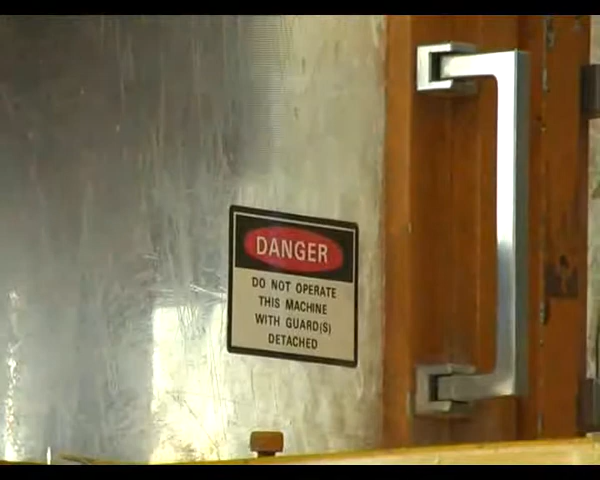 DANGER
DO NOT OPERATE
THIS MACHINE
WITH GUARD(S)
DETACHED